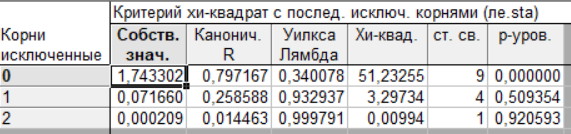 Критерий хи-квадрат с послед. исключ. корнями (ле.sta)
Корни исключенные Собств. знач. Канонич. R Уилкса Лямбда Хи-квад. ст. св. p-уров.
0 1,743302 0,797167 0,340078 51,23255 9 0,000000
1 0,071660 0,258588 0,932937 3,29734 4 0,509354
2 0,000209 0,014463 0,999791 0,00994 1 0,920593